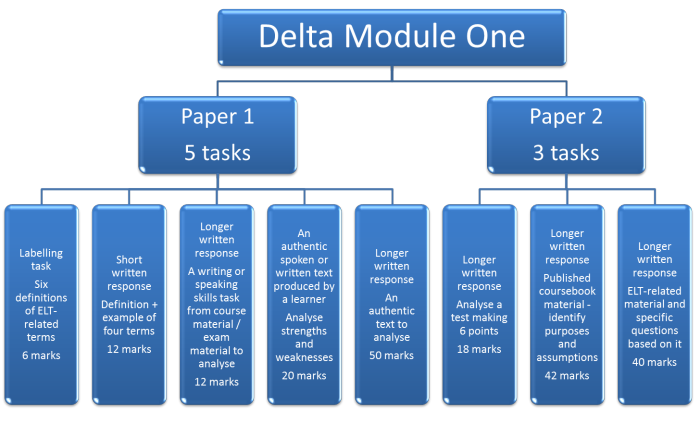 Delta Module One
Paper 1
5 tasks
Paper 2
3 tasks
Labelling
task
Six
definitions
of ELT-
related
terms
6 marks
Short
written
response
Definition +
example of
four terms
12 marks
Longer
written
response
A writing or
speaking
skills task
from course
material /
exam
material to
analyse
12 marks
An
authentic
spoken or
written text
produced by
a learner
Analyse
strengths
and
weaknesses
20 marks
Longer
written
response
An
authentic
text to
analyse
50 marks
Longer
written
response
Analyse a
test making
6 points
18 marks
Longer
written
response
Published
coursebook
material -
identify
purposes
and
assumptions
42 marks
Longer
written
response
ELT-related
material and
specific
questions
based on it
40 marks